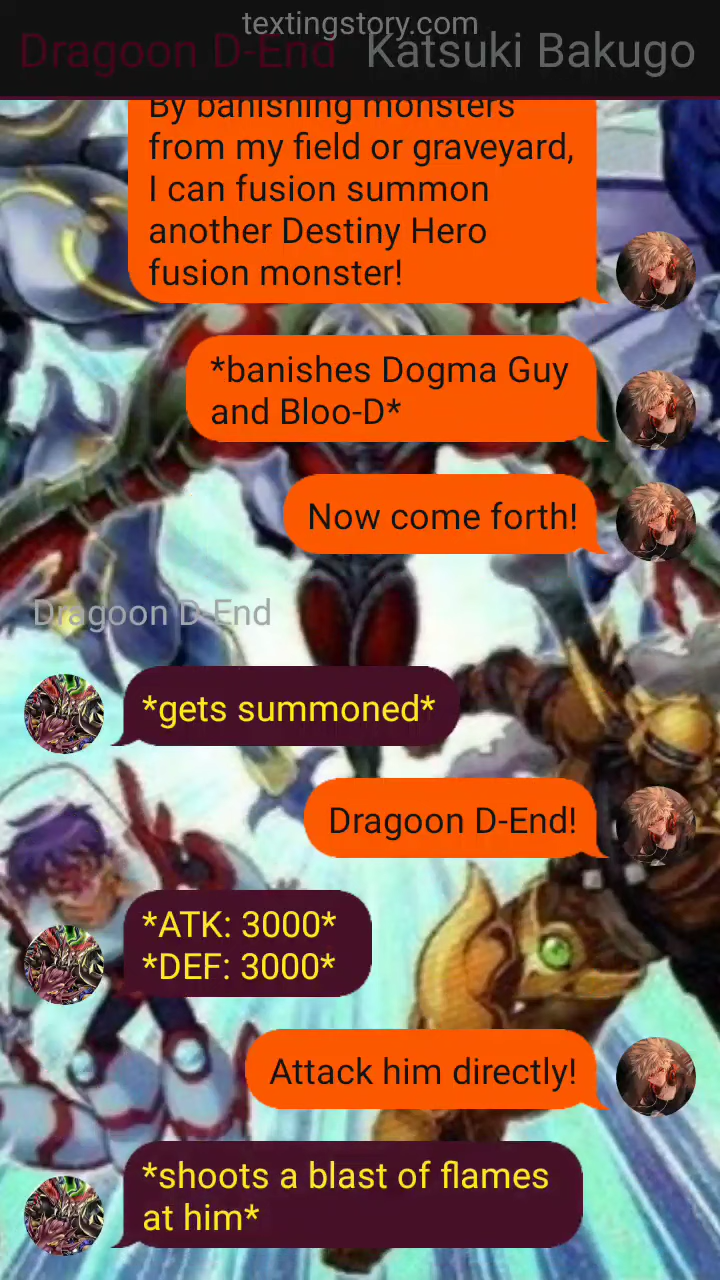 textingstory.com
Dragoon D-End Katsuki Bakugo
By banishing monsters
from my field or graveyard,
I can fusion summon
another Destiny Hero
fusion monster!
*banishes Dogma Guy
and Bloo-D*
Now come forth!
Dragoon D-End
*gets summoned*
Dragoon D-End!
*ATK: 3000*
*DEF: 3000*
Attack him directly!
*shoots a blast of flames
at him*